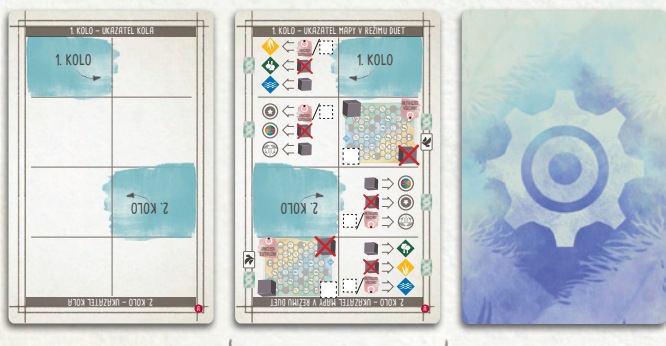 1. KOLO – UKAZATEL KOLA
1. KOLO
2. KOLO
2. KOLO – UKAZATEL KOLA
1. KOLO – UKAZATEL MAPY V REŽIMU DUET
1. KOLO
2. KOLO
2. KOLO – UKAZATEL MAPY V REŽIMU DUET